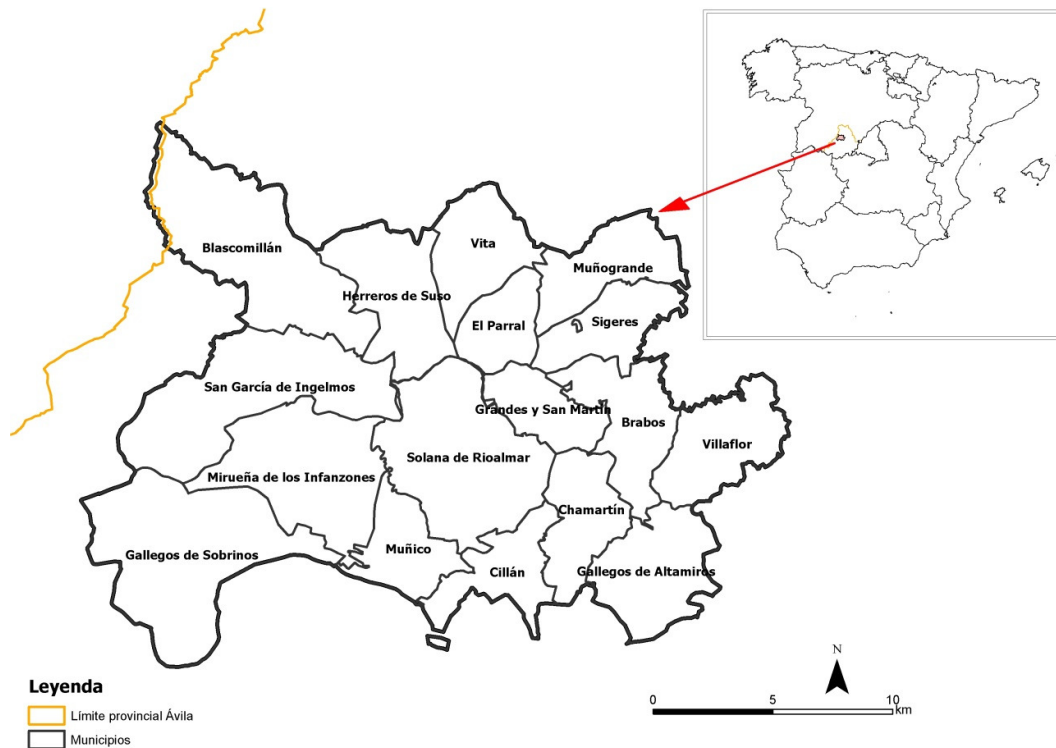 Blascomillán
Vita
Muñogrande
Herreros de Suso
El Parral
Sigeres
San García de Ingelmos
Grandes y San Martín
Brabos
Villaflor
Solana de Rioalmar
Mirueña de los Infanzones
Chamartín
Gallegos de Sobrinos
Muñico
Cillán
Gallegos de Altamiros
Leyenda
Límite provincial Ávila
Municipios
N
0 5 10
km